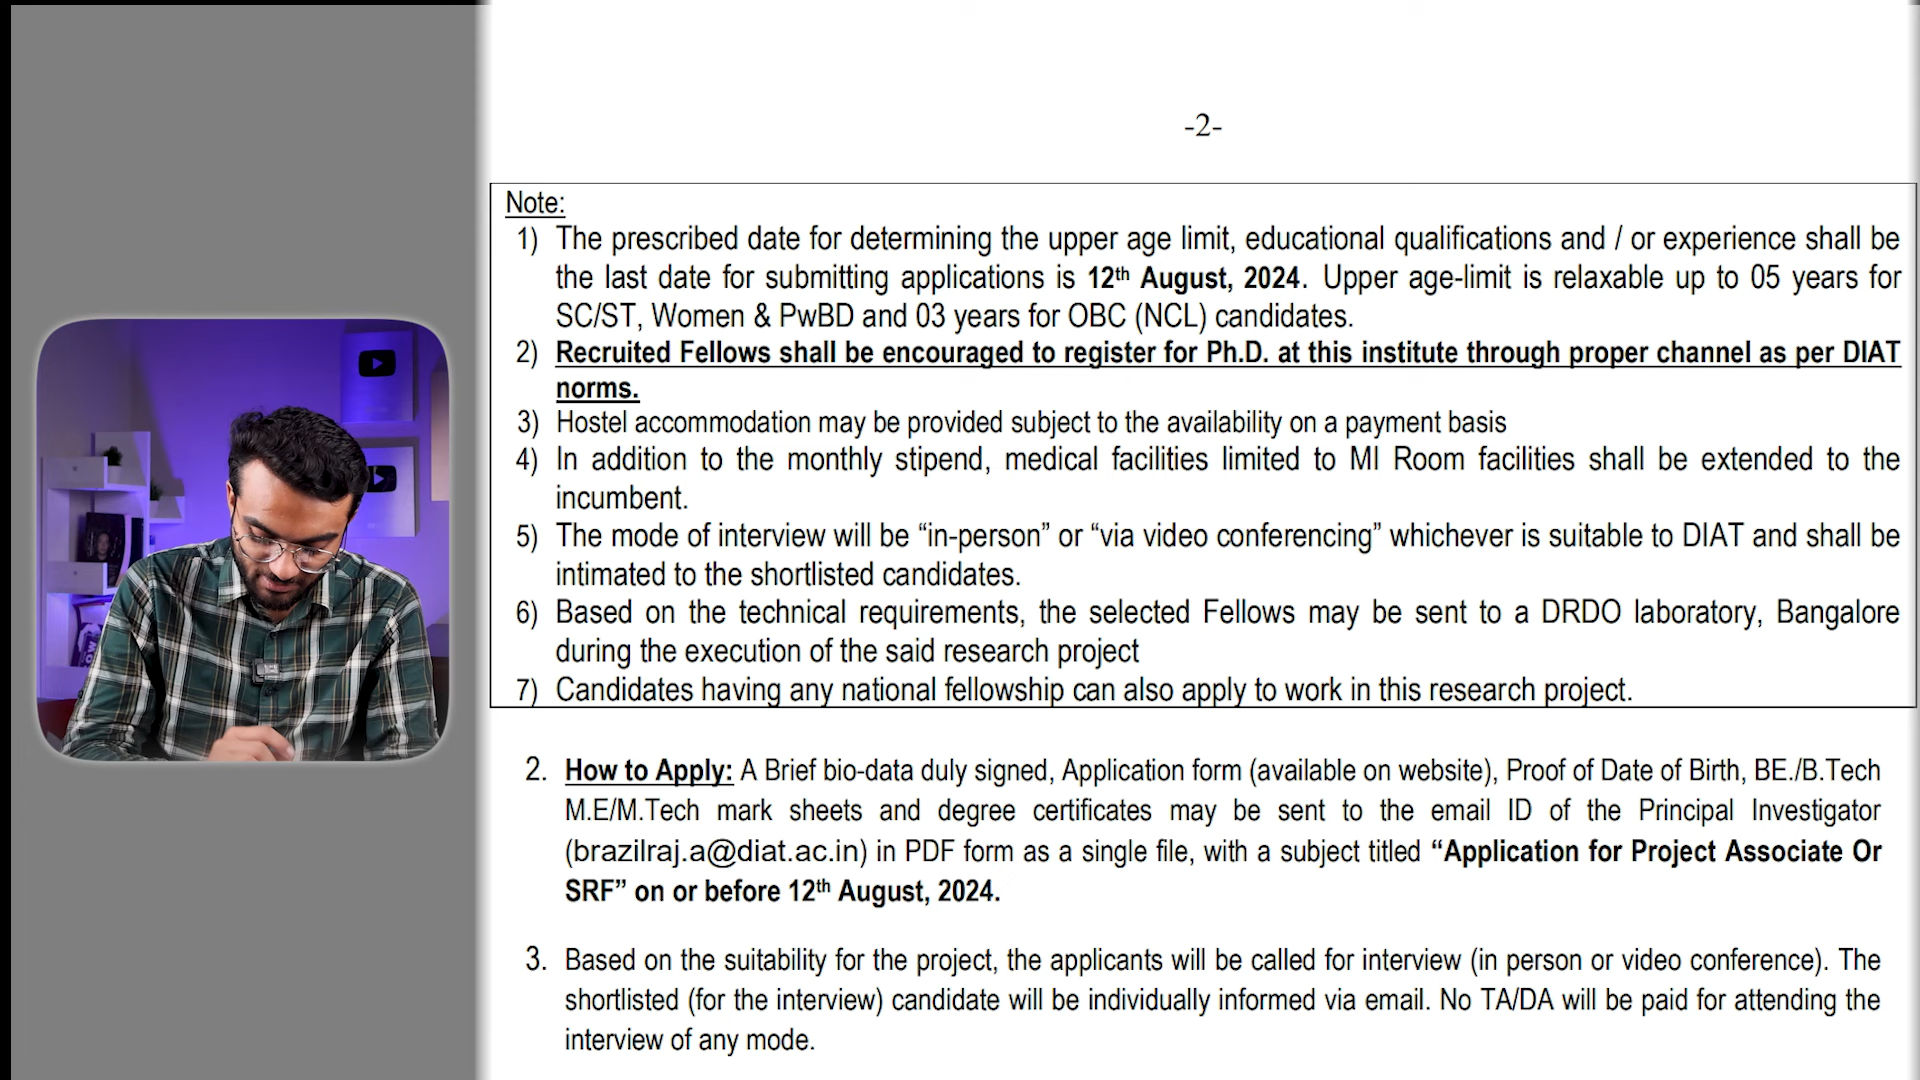 -2-
Note:
1) The prescribed date for determining the upper age limit, educational qualifications and / or experience shall be
the last date for submitting applications is 12th August, 2024. Upper age-limit is relaxable up to 05 years for
SC/ST, Women & PwBD and 03 years for OBC (NCL) candidates.
2) Recruited Fellows shall be encouraged to register for Ph.D. at this institute through proper channel as per DIAT
norms.
3) Hostel accommodation may be provided subject to the availability on a payment basis
4) In addition to the monthly stipend, medical facilities limited to MI Room facilities shall be extended to the
incumbent.
5) The mode of interview will be “in-person” or “via video conferencing” whichever is suitable to DIAT and shall be
intimated to the shortlisted candidates.
6) Based on the technical requirements, the selected Fellows may be sent to a DRDO laboratory, Bangalore
during the execution of the said research project
7) Candidates having any national fellowship can also apply to work in this research project.
2. How to Apply: A Brief bio-data duly signed, Application form (available on website), Proof of Date of Birth, BE./B.Tech
M.E/M.Tech mark sheets and degree certificates may be sent to the email ID of the Principal Investigator
(brazilraj.a@diat.ac.in) in PDF form as a single file, with a subject titled “Application for Project Associate Or
SRF” on or before 12th August, 2024.
3. Based on the suitability for the project, the applicants will be called for interview (in person or video conference). The
shortlisted (for the interview) candidate will be individually informed via email. No TA/DA will be paid for attending the
interview of any mode.